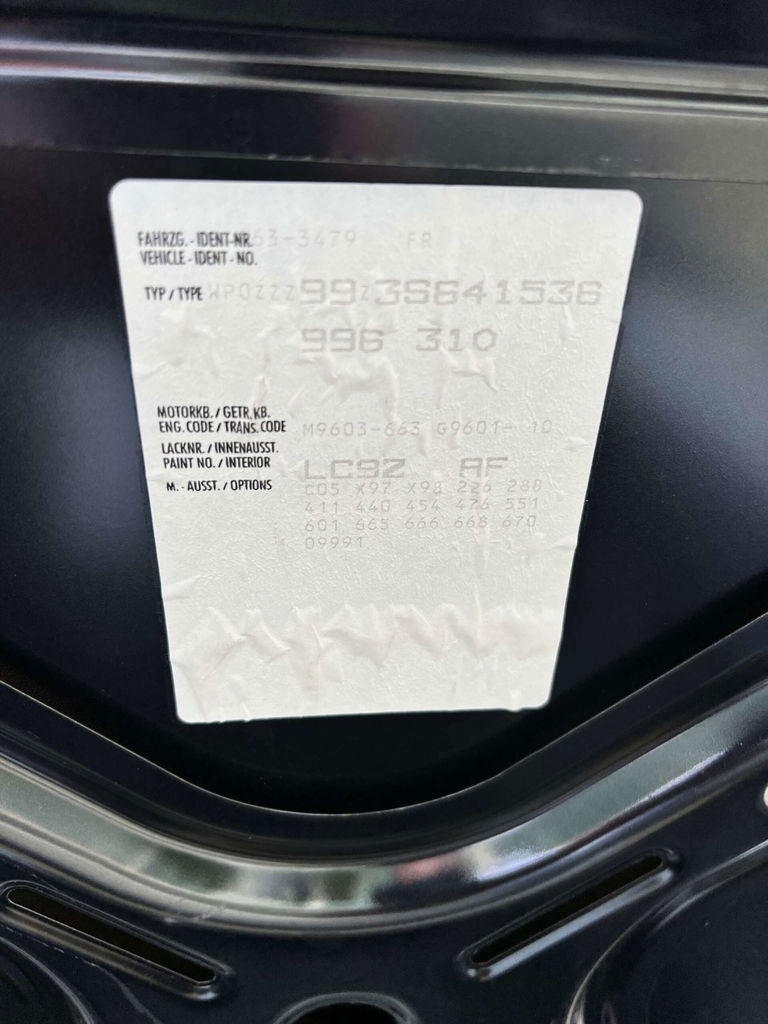 FAHRZG.-IDENT-NR. 63-3479 FR
VEHICLE-IDENT-NO.
TYP/TYPE WP0ZZZ99Z3S641536
996 310
MOTORKB./GETR.KB.
ENG.CODE/TRANS.CODE M9603-663 G9601- 10
LACKNR./INNENAUSST.
PAINT NO./INTERIOR LC9Z AF
M.-AUSST./OPTIONS C05 X97 X98 226 288
411 440 454 476 551
601 665 666 668 670
09991